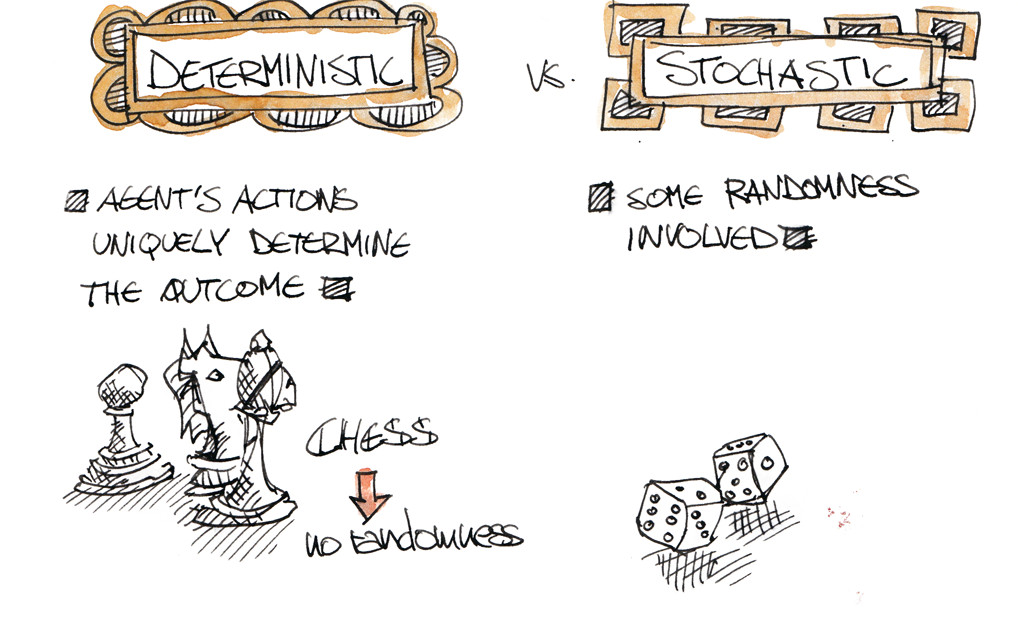 DETERMINISTIC
VS.
STOCHASTIC
AGENT'S ACTIONS
UNIQUELY DETERMINE
THE OUTCOME
CHESS
no randomness
SOME RANDOMNESS
INVOLVED